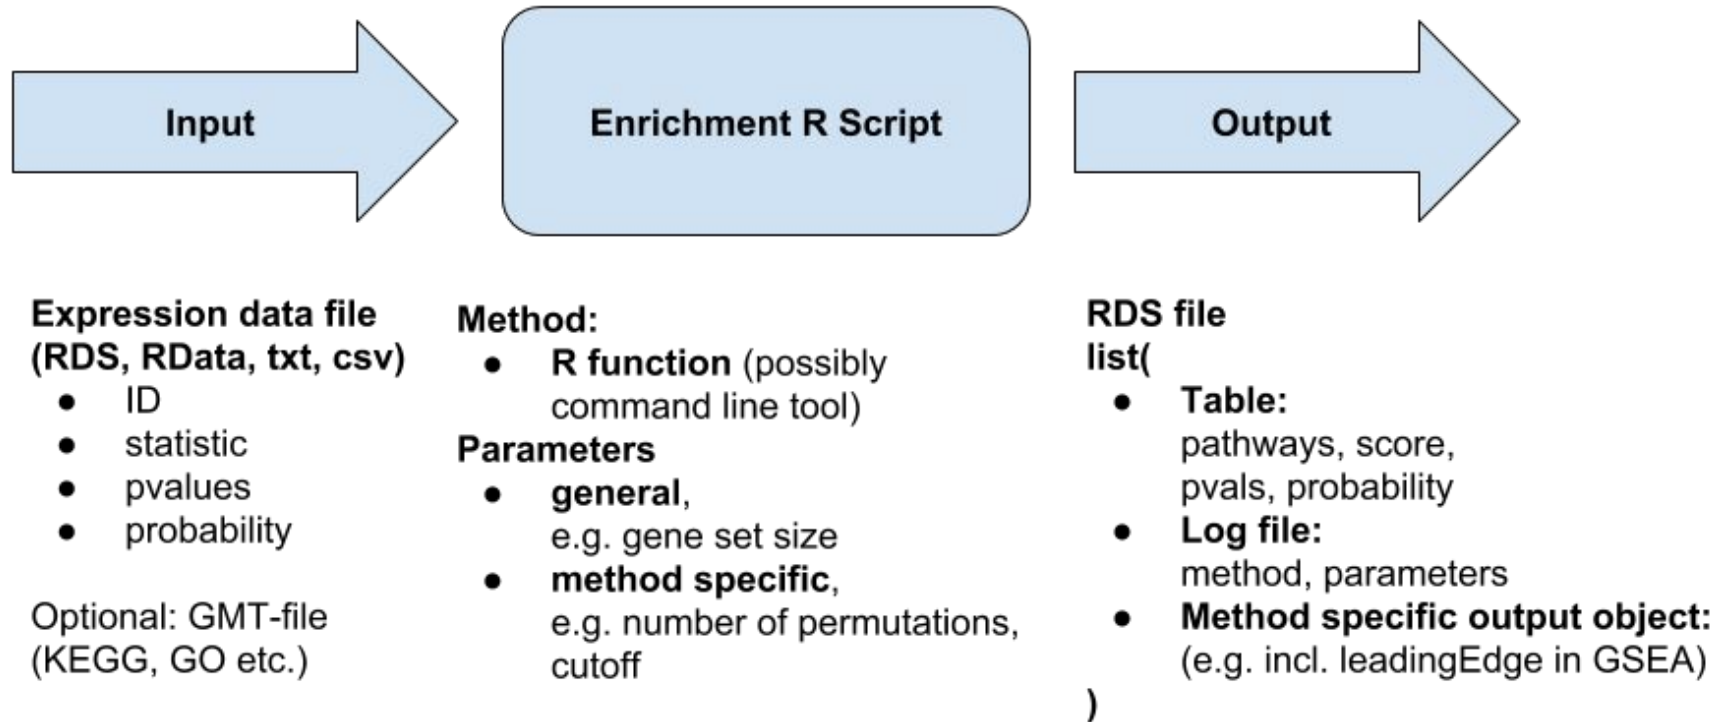 Input
Enrichment R Script
Output
Expression data file
(RDS, RData, txt, csv)
● ID
● statistic
● pvalues
● probability
Optional: GMT-file
(KEGG, GO etc.)
Method:
● R function (possibly
command line tool)
Parameters
● general,
e.g. gene set size
● method specific,
e.g. number of permutations,
cutoff
RDS file
list(
● Table:
pathways, score,
pvals, probability
● Log file:
method, parameters
● Method specific output object:
(e.g. incl. leadingEdge in GSEA)
)